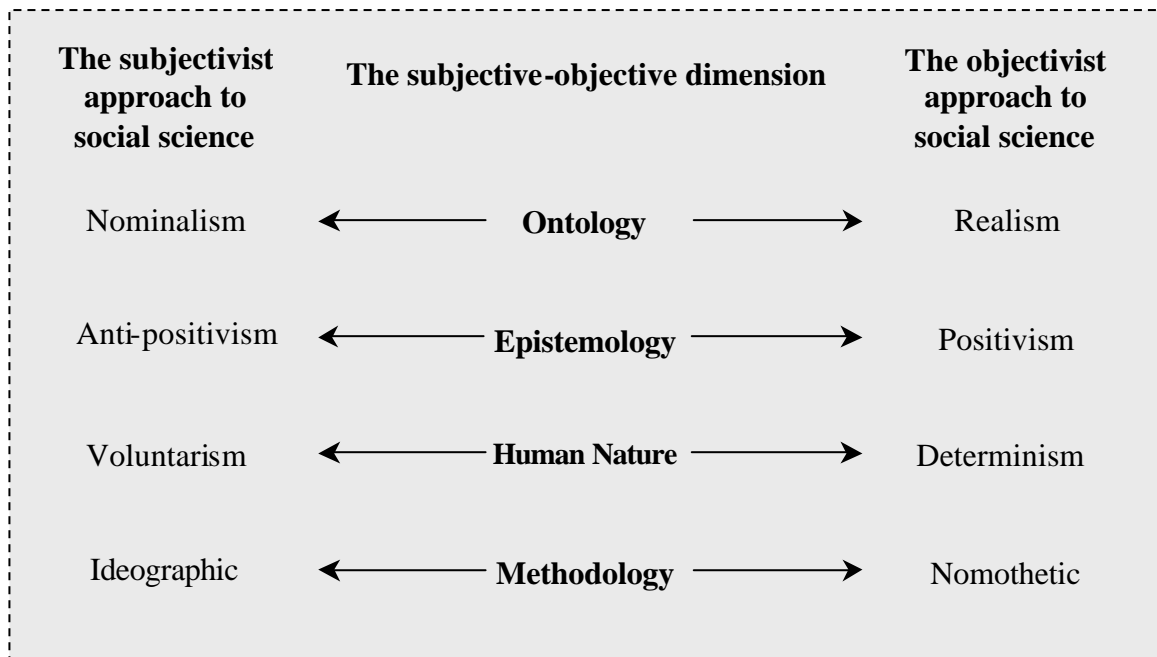 The subjectivist
approach to
social science
The subjective-objective dimension
The objectivist
approach to
social science
Nominalism
Ontology
Realism
Anti-positivism
Epistemology
Positivism
Voluntarism
Human Nature
Determinism
Ideographic
Methodology
Nomothetic